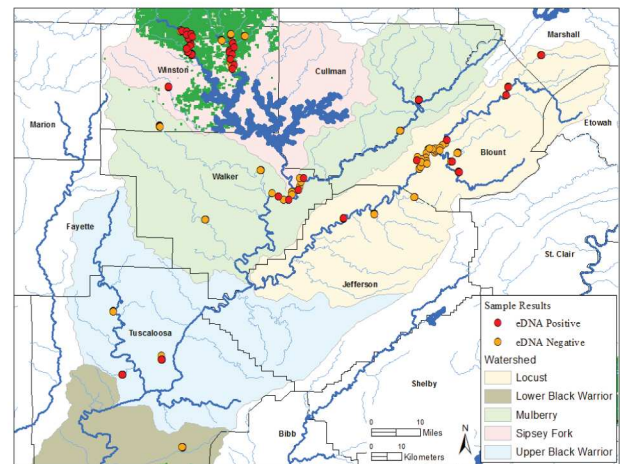 Marshall
Winston
Cullman
Etowah
Marion
Blount
Walker
Fayette
St. Clair
Jefferson
Tuscaloosa
Shelby
Bibb
Sample Results
eDNA Positive
eDNA Negative
Watershed
Locust
Lower Black Warrior
Mulberry
Sipsey Fork
Upper Black Warrior
0 10
Miles
0 10
Kilometers
N